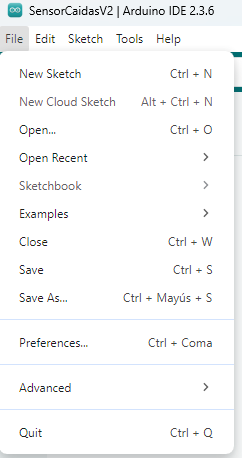 SensorCaidasV2 | Arduino IDE 2.3.6
File Edit Sketch Tools Help
New Sketch Ctrl + N
New Cloud Sketch Alt + Ctrl + N
Open... Ctrl + O
Open Recent
Sketchbook
Examples
Close Ctrl + W
Save Ctrl + S
Save As... Ctrl + Mayús + S
Preferences... Ctrl + Coma
Advanced
Quit Ctrl + Q